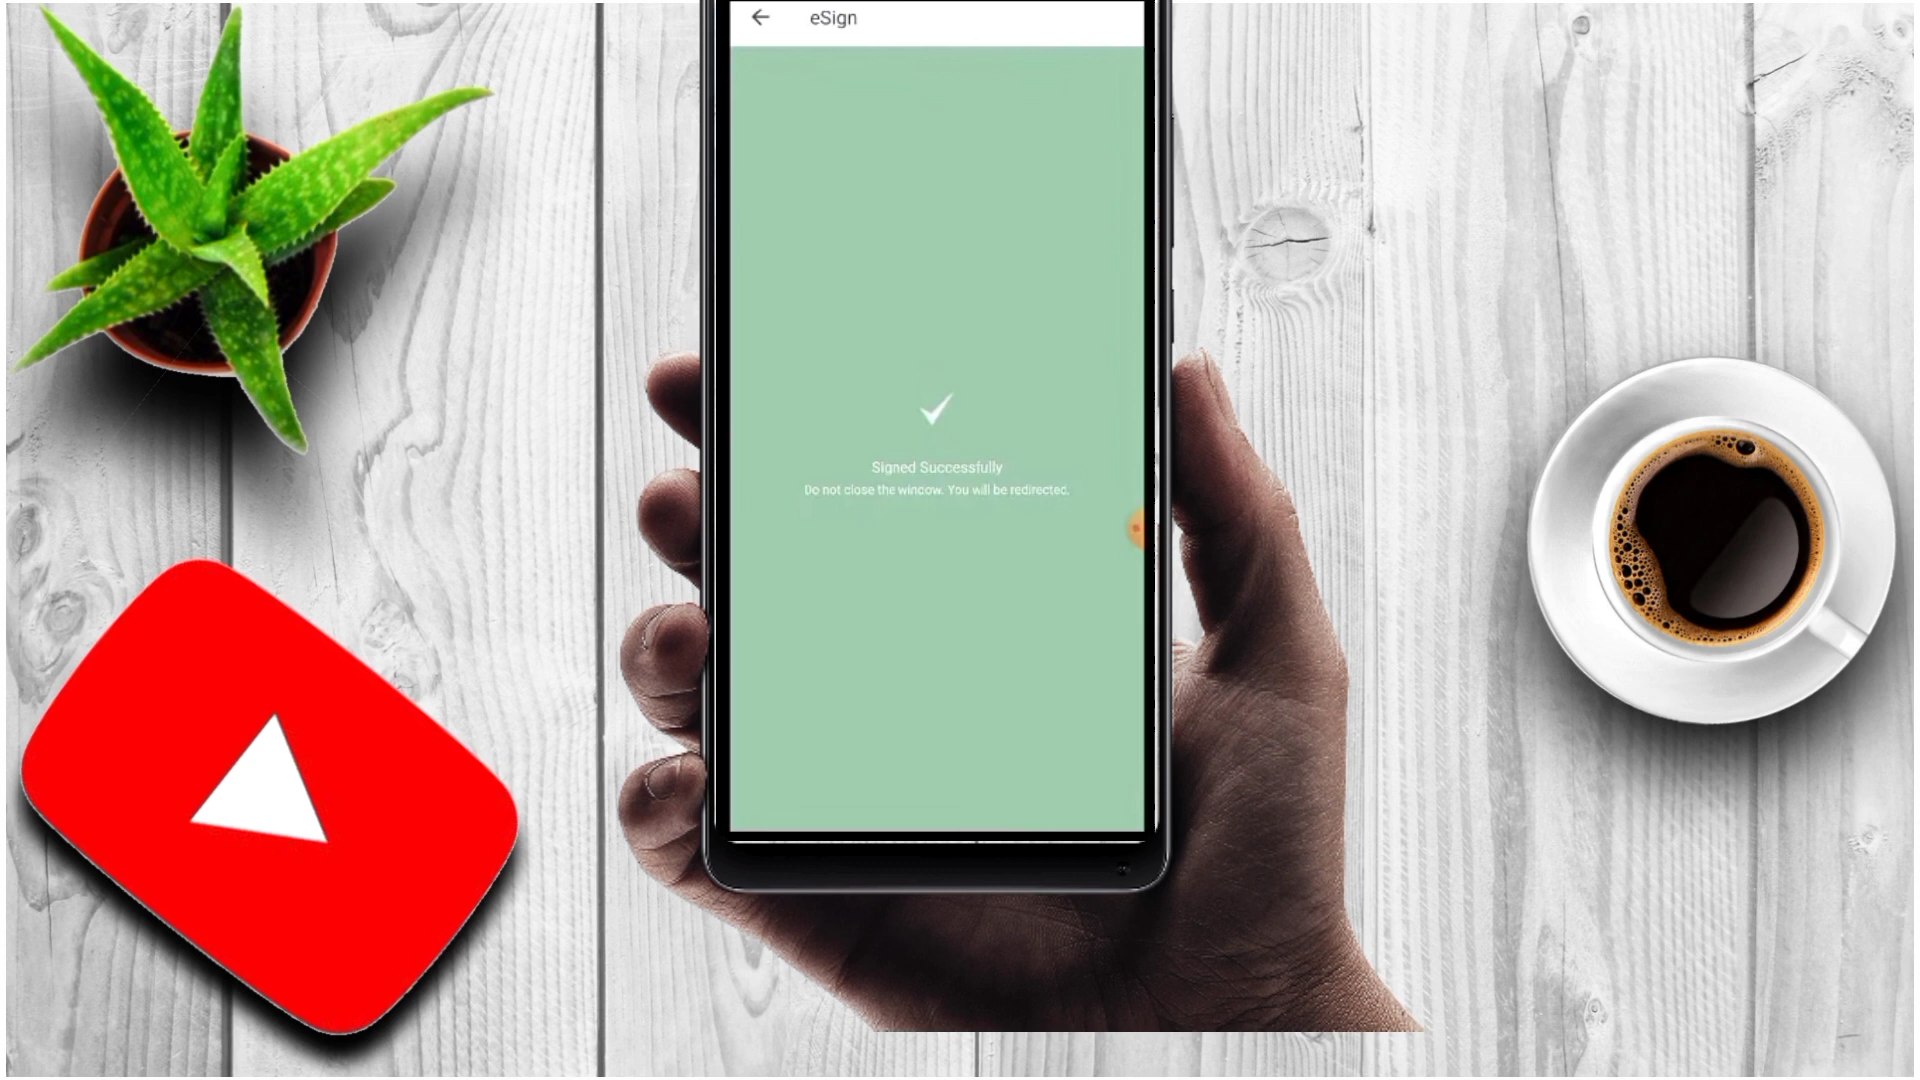 eSign
Signed Successfully
Do not close the window. You will be redirected.